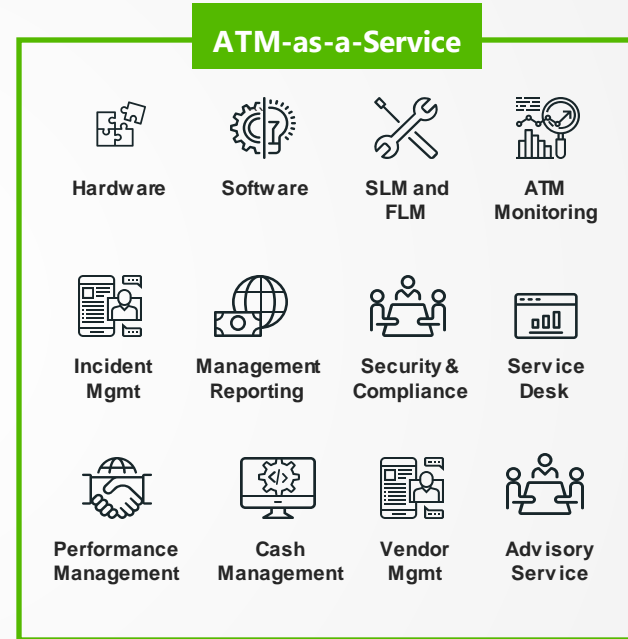 ATM-as-a-Service
Hardware
Software
SLM and
FLM
ATM
Monitoring
Incident
Mgmt
Management
Reporting
Security &
Compliance
Service
Desk
Performance
Management
Cash
Management
Vendor
Mgmt
Advisory
Service